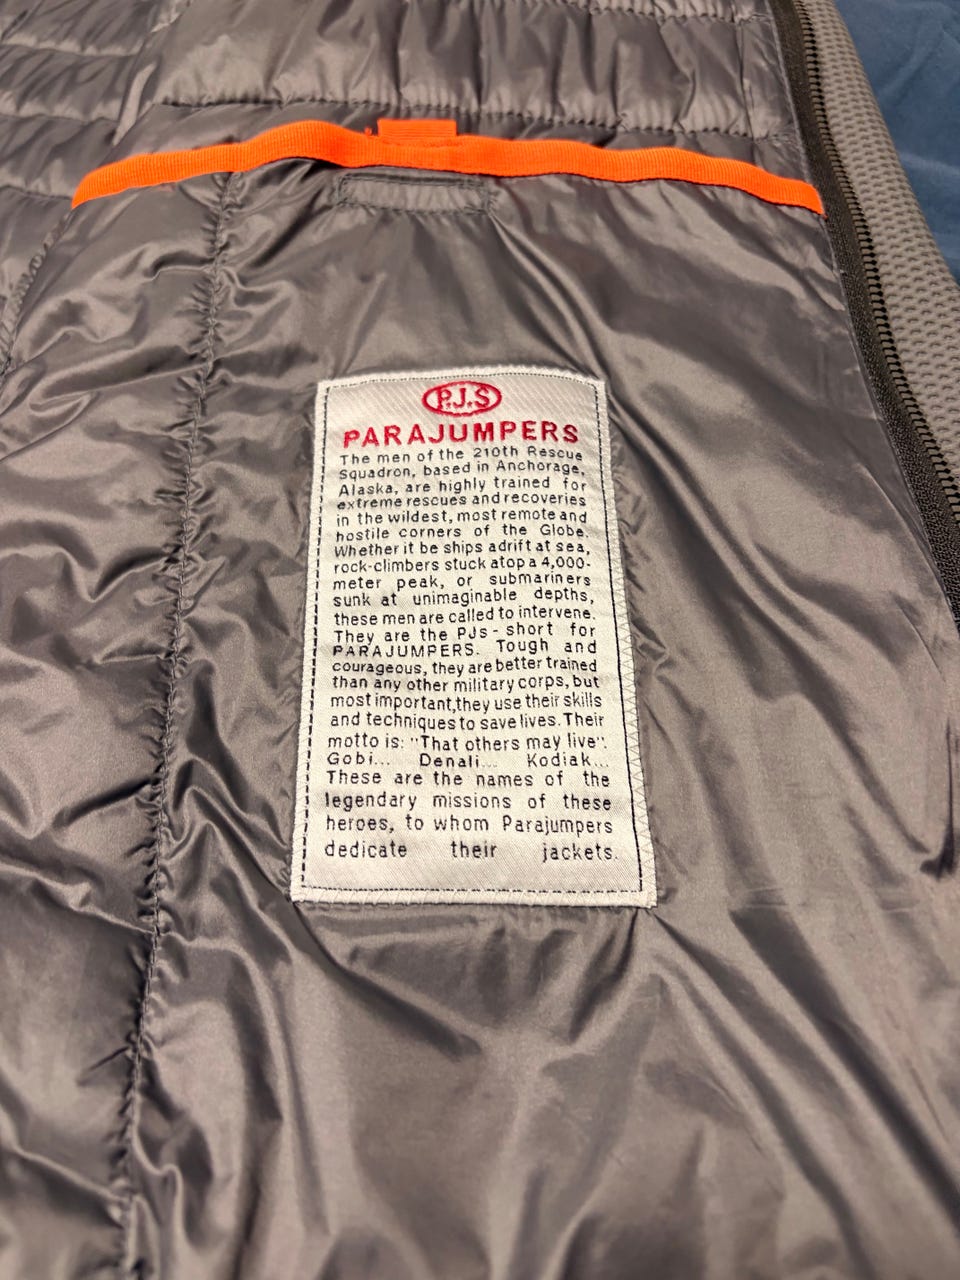 P.J.S
PARAJUMPERS
The men of the 210th Rescue
Squadron, based in Anchorage,
Alaska, are highly trained for
extreme rescues and recoveries
in the wildest, most remote and
hostile corners of the Globe.
Whether it be ships adrift at sea,
rock-climbers stuck atop a 4,000-
meter peak, or submariners
sunk at unimaginable depths,
these men are called to intervene.
They are the PJs - short for
PARAJUMPERS. Tough and
courageous, they are better trained
than any other military corps, but
most important,they use their skills
and techniques to save lives. Their
motto is: "That others may live".
Gobi... Denali... Kodiak...
These are the names of the
legendary missions of these
heroes, to whom Parajumpers
dedicate their jackets.